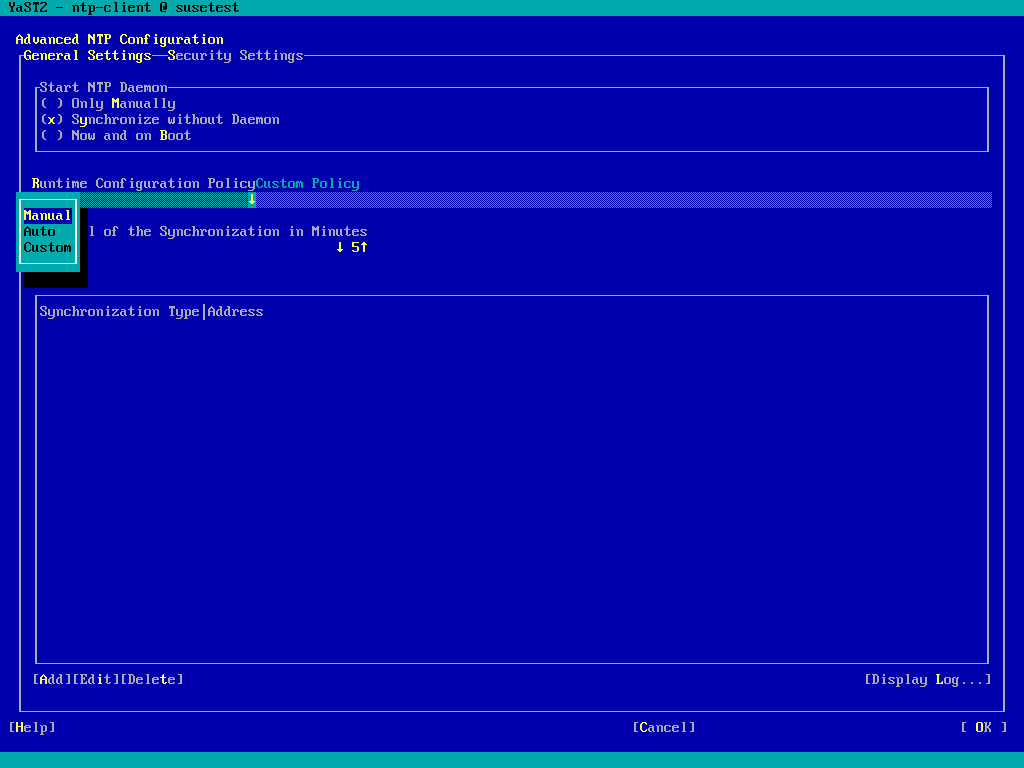 YaST2 - ntp-client @ susetest
Advanced NTP Configuration
General Settings Security Settings
Start NTP Daemon
( ) Only Manually
(x) Synchronize without Daemon
( ) Now and on Boot
Runtime Configuration Policy Custom Policy
↓
Manual
Auto l of the Synchronization in Minutes
Custom ↓ 5↑
Synchronization Type|Address
[Add][Edit][Delete] [Display Log...]
[Help] [Cancel] [ OK ]